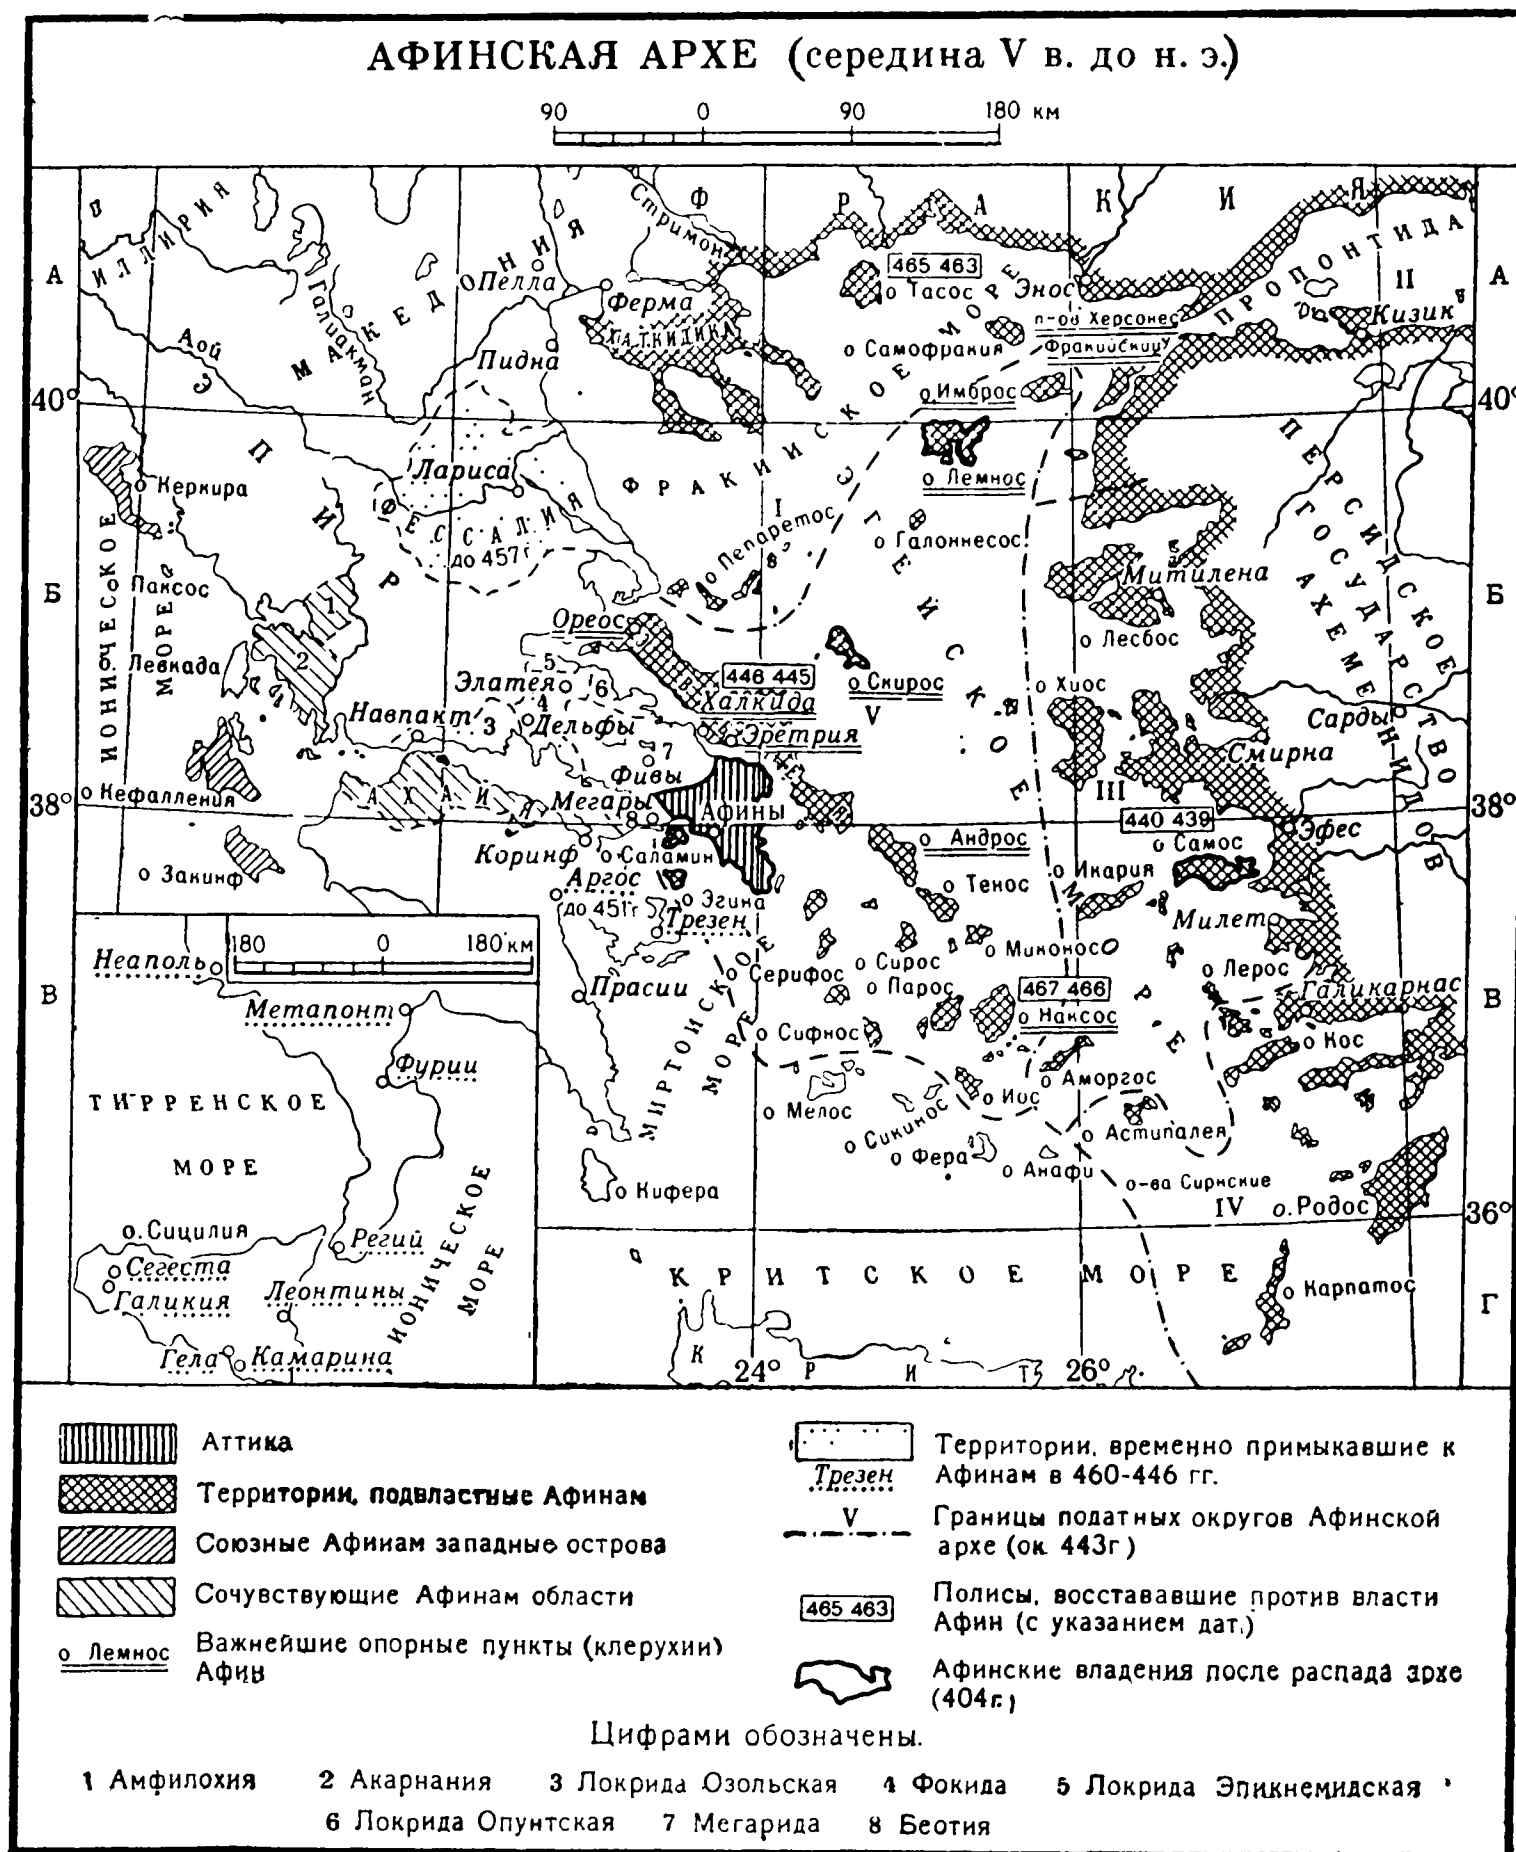 АФИНСКАЯ АРХЕ (середина V в. до н. э.)
90 0 90 180 км
ИЛЛИРИЯ
МАКЕДОНИЯ
Ф Р А К И Я
Стримон
Галиакман
Пелла
Ферма
ХАЛКИДИКА
465 463
о Тасос
Энос
п-ов Херсонес
Фракийский
ПРОПОНТИДА
II
Кизик
А
А
Аой
Пидна
о Самофракия
о Имброс
40°
40°
ЭПИР
Лариса
ФЕССАЛИЯ
до 457г
ФРАКИЙСКОЕ МОРЕ
I
о Лемнос
о Керкира
о Пепаретос
о Галоннесос
ЭГЕЙСКОЕ МОРЕ
ПЕРСИДСКОЕ
ГОСУДАРСТВО
АХЕМЕНИДОВ
Митилена
о Лесбос
Б
Б
Паксос
ИОНИЧЕСКОЕ
МОРЕ
1
2
Левкада
Ореос
5
Элатея
6
4
446 445
Халкида
о Скирос
V
о Хиос
Навпакт
3
Дельфы
Эретрия
7
Фивы
Сарды
Смирна
III
38°
38°
о Кефалления
АХАЙЯ
Мегары
8
Афины
440 439
о Самос
Эфес
Коринф
о Саламин
о Андрос
о Закинф
Аргос
до 451г
о Эгина
Трезен
о Тенос
о Икария
Милет
о Миконос
о Серифос
о Сирос
о Парос
467 466
о Наксос
о Лерос
Галикарнас
В
В
Прасии
о Сифнос
о Кос
МИРТОЙСКОЕ
МОРЕ
о Мелос
о Сикинос
о Иос
о Аморгос
о Астипалея
о Фера
о Анафи
о-ва Сирнские
IV
о. Родос
36°
о Кифера
КРИТСКОЕ МОРЕ
о Карпатос
Г
КРИТ
24°
26°
180 0 180 км
Неаполь
Метапонт
Фурии
ТИРРЕНСКОЕ
МОРЕ
о. Сицилия
Регий
Сегеста
Галикия
Леонтины
ИОНИЧЕСКОЕ
МОРЕ
Гела
Камарина
Аттика
Территории, подвластные Афинам
Союзные Афинам западные острова
Сочувствующие Афинам области
о Лемнос
Важнейшие опорные пункты (клерухии)
Афин
Трезен
Территории, временно примыкавшие к
Афинам в 460-446 гг.
V
Границы податных округов Афинской
архе (ок. 443г)
465 463
Полисы, восстававшие против власти
Афин (с указанием дат.)
Афинские владения после распада архе
(404г.)
Цифрами обозначены.
1 Амфилохия 2 Акарнания 3 Локрида Озольская 4 Фокида 5 Локрида Эпикнемидская
6 Локрида Опунтская 7 Мегарида 8 Беотия